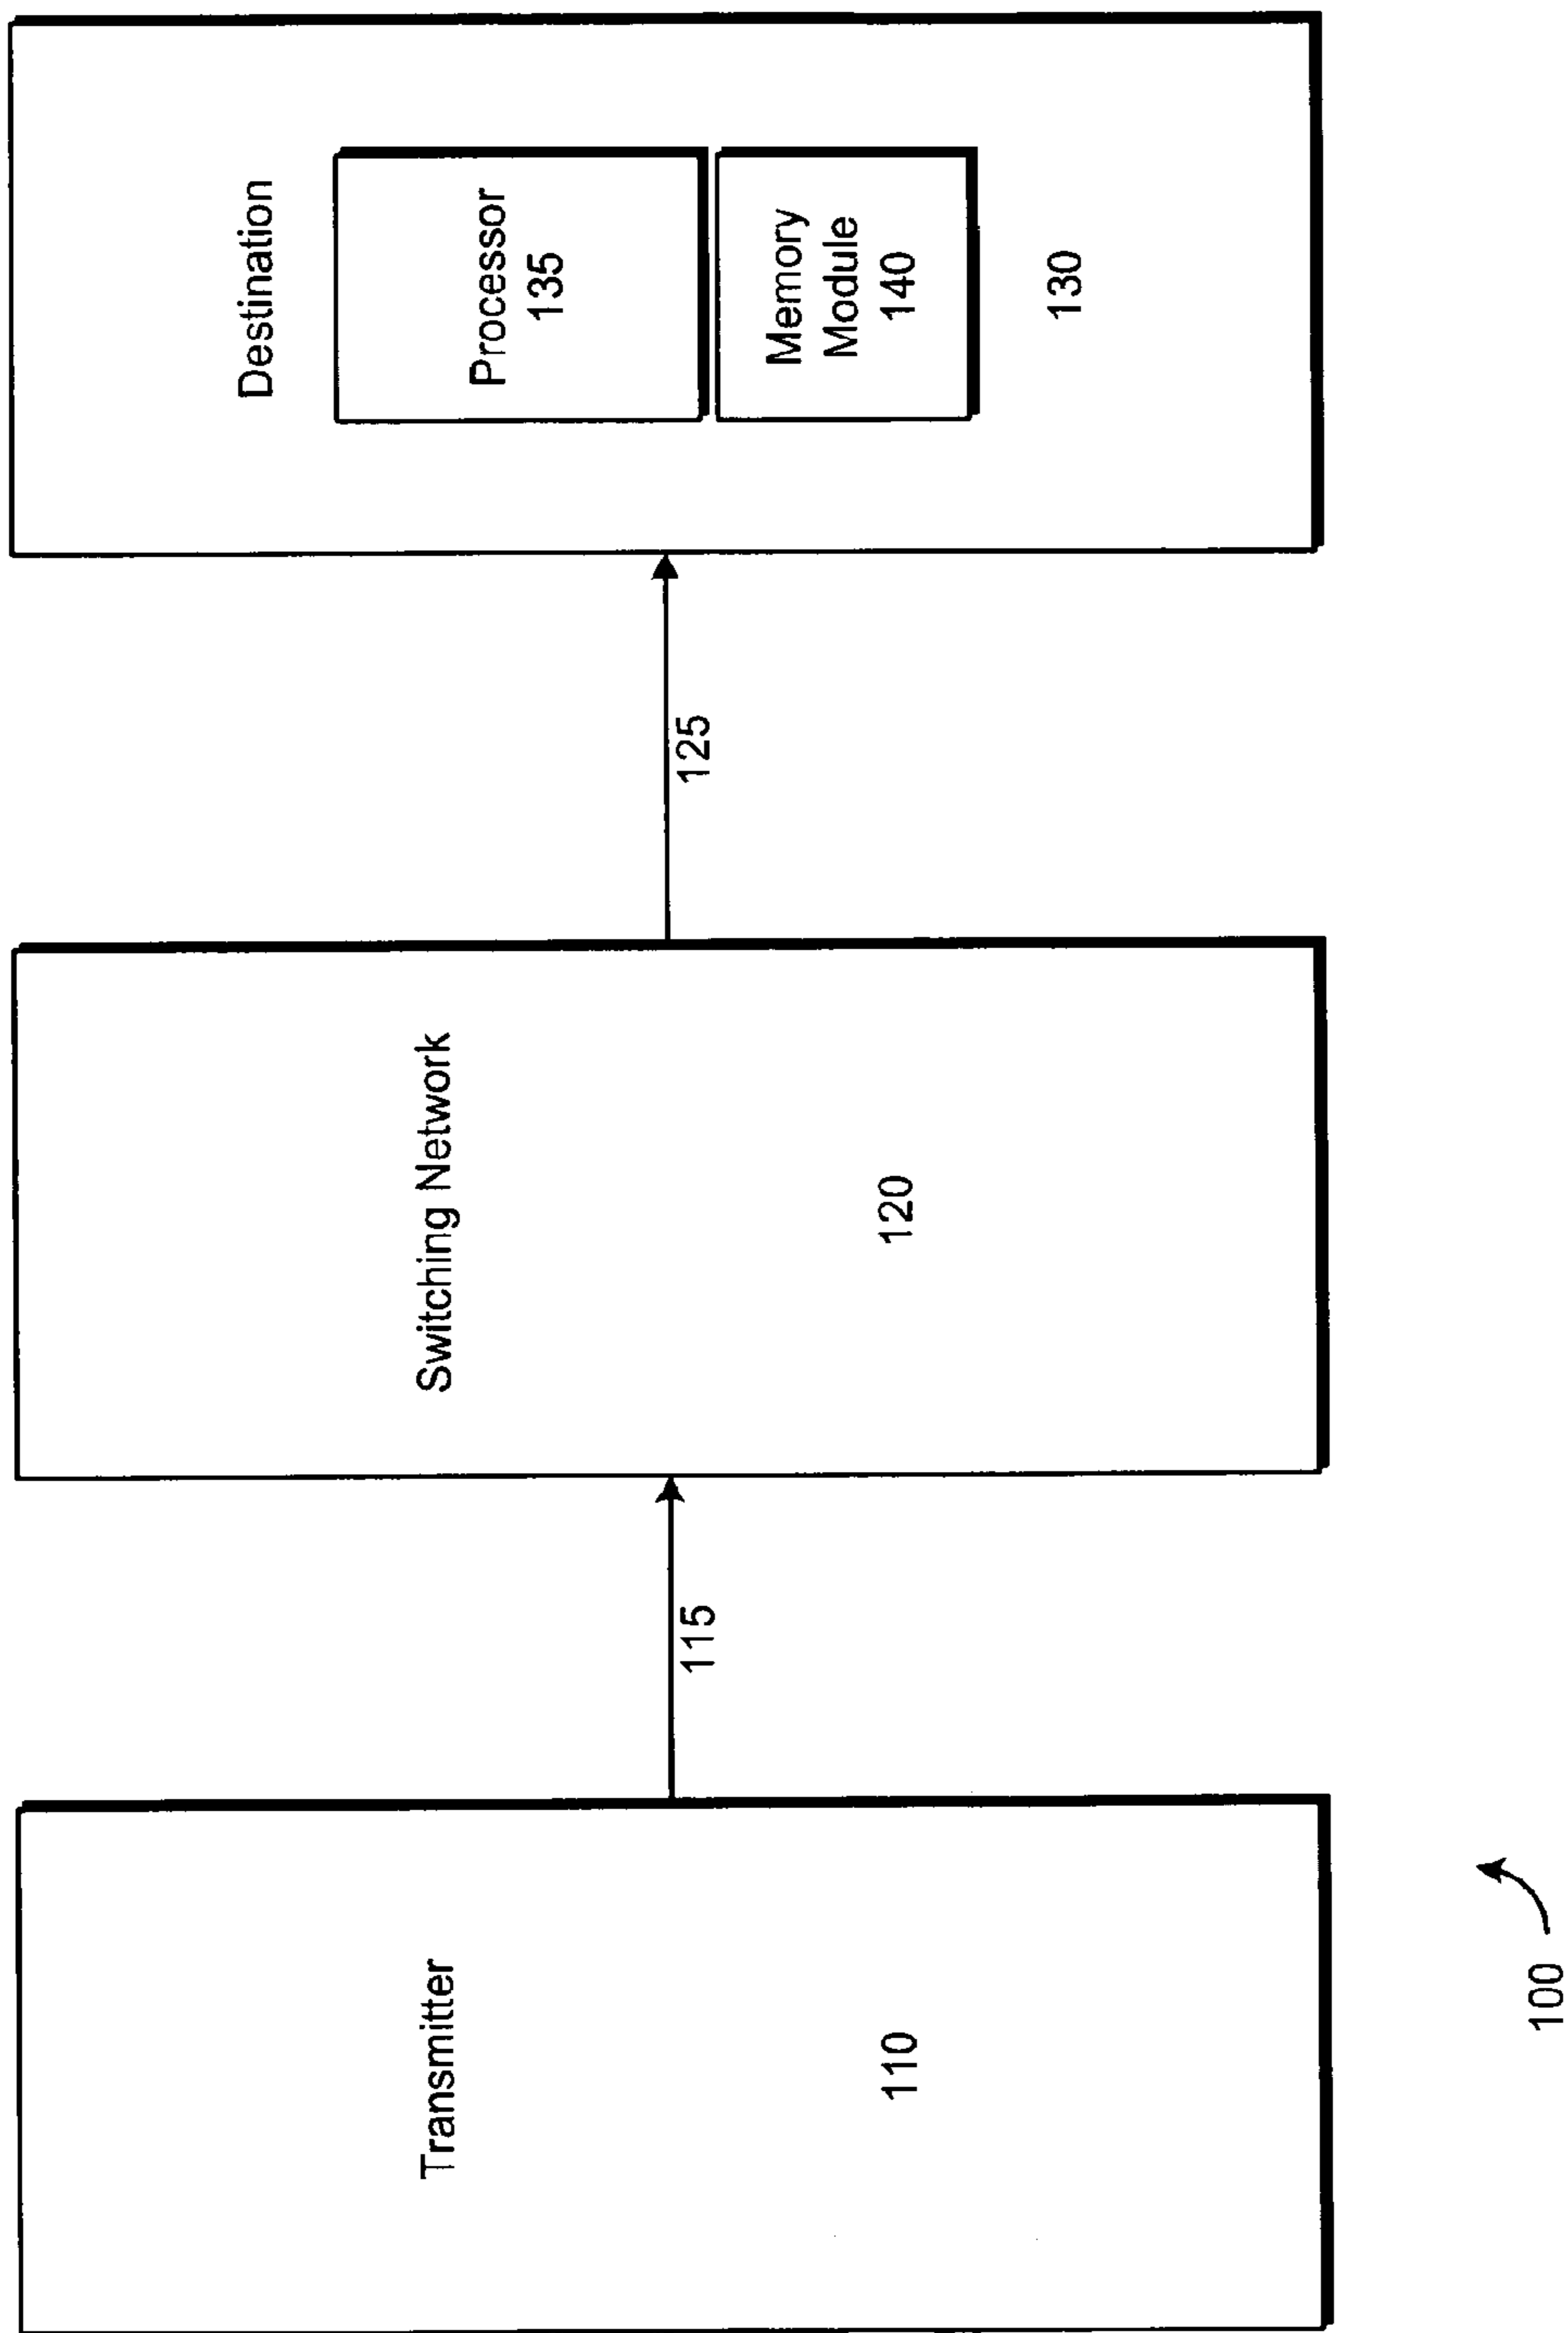 Transmitter
110
115
Switching Network
120
125
Destination
Processor
135
Memory
Module
140
130
100